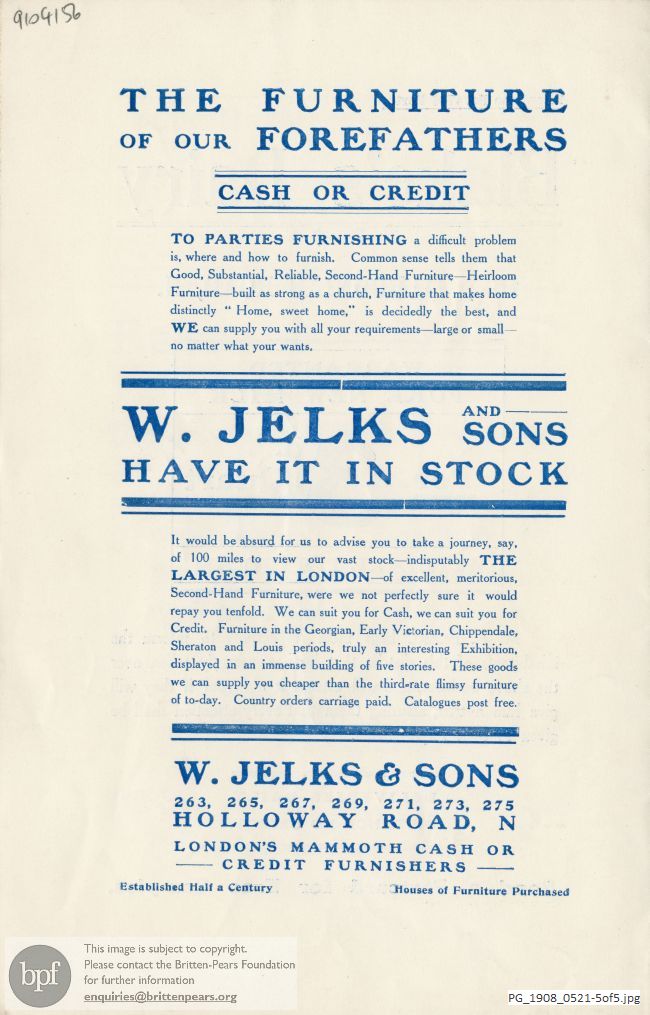 9104156
THE FURNITURE
OF OUR FOREFATHERS
CASH OR CREDIT
TO PARTIES FURNISHING a difficult problem
is, where and how to furnish. Common sense tells them that
Good, Substantial, Reliable, Second-Hand Furniture—Heirloom
Furniture—built as strong as a church, Furniture that makes home
distinctly "Home, sweet home," is decidedly the best, and
WE can supply you with all your requirements—large or small—
no matter what your wants.
W. JELKS AND SONS
HAVE IT IN STOCK
It would be absurd for us to advise you to take a journey, say,
of 100 miles to view our vast stock—indisputably THE
LARGEST IN LONDON—of excellent, meritorious,
Second-Hand Furniture, were we not perfectly sure it would
repay you tenfold. We can suit you for Cash, we can suit you for
Credit. Furniture in the Georgian, Early Victorian, Chippendale,
Sheraton and Louis periods, truly an interesting Exhibition,
displayed in an immense building of five stories. These goods
we can supply you cheaper than the third-rate flimsy furniture
of to-day. Country orders carriage paid. Catalogues post free.
W. JELKS & SONS
263, 265, 267, 269, 271, 273, 275
HOLLOWAY ROAD, N
LONDON'S MAMMOTH CASH OR
CREDIT FURNISHERS
Established Half a Century Houses of Furniture Purchased
bpf
This image is subject to copyright.
Please contact the Britten-Pears Foundation
for further information
enquiries@brittenpears.org
PG_1908_0521-5of5.jpg